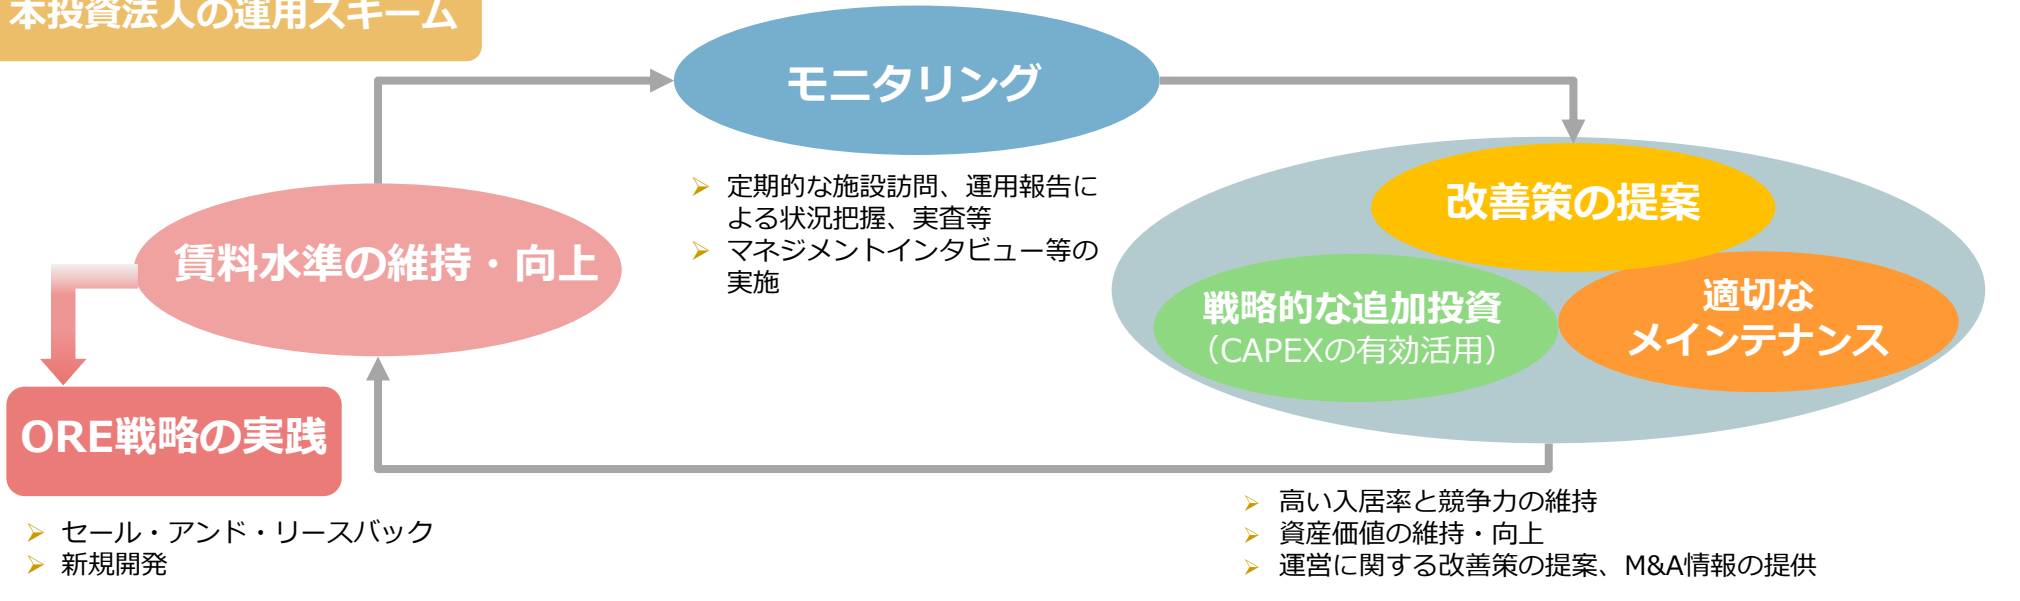 本投資法人の運用スキーム
モニタリング
➢ 定期的な施設訪問、運用報告に
よる状況把握、実査等
➢ マネジメントインタビュー等の
実施
改善策の提案
戦略的な追加投資
（CAPEXの有効活用）
適切な
メインテナンス
賃料水準の維持・向上
ORE戦略の実践
➢ セール・アンド・リースバック
➢ 新規開発
➢ 高い入居率と競争力の維持
➢ 資産価値の維持・向上
➢ 運営に関する改善策の提案、M&A情報の提供